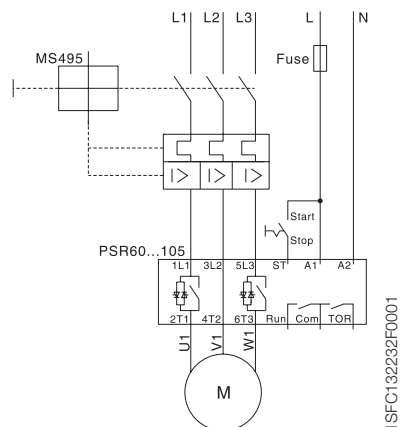 L1 L2 L3 L N
MS495
Fuse
I> I> I>
Start
Stop
PSR60...105
1L1 3L2 5L3 ST A1 A2
2T1 4T2 6T3 Run Com TOR
U1 V1 W1
M
1SFC132232F0001